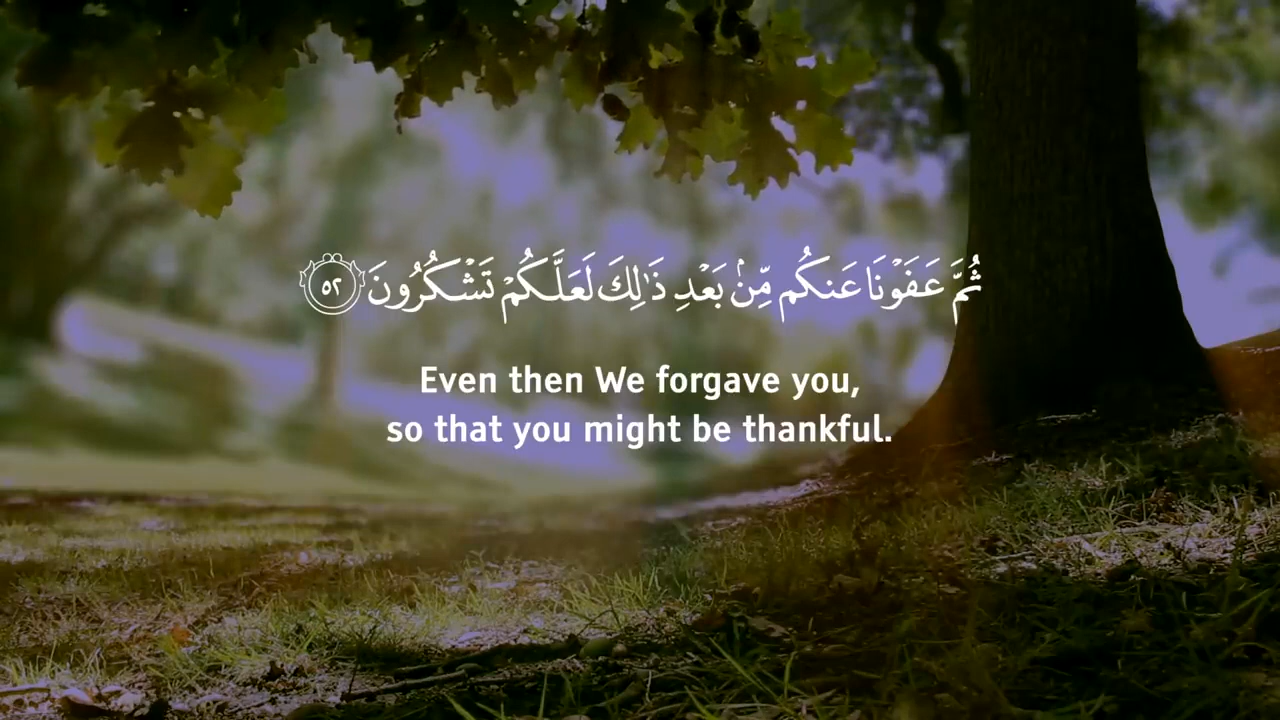 ثُمَّ عَفَوْنَا عَنكُم مِّنۢ بَعْدِ ذَٰلِكَ لَعَلَّكُمْ تَشْكُرُونَ ٥٢
Even then We forgave you,
so that you might be thankful.